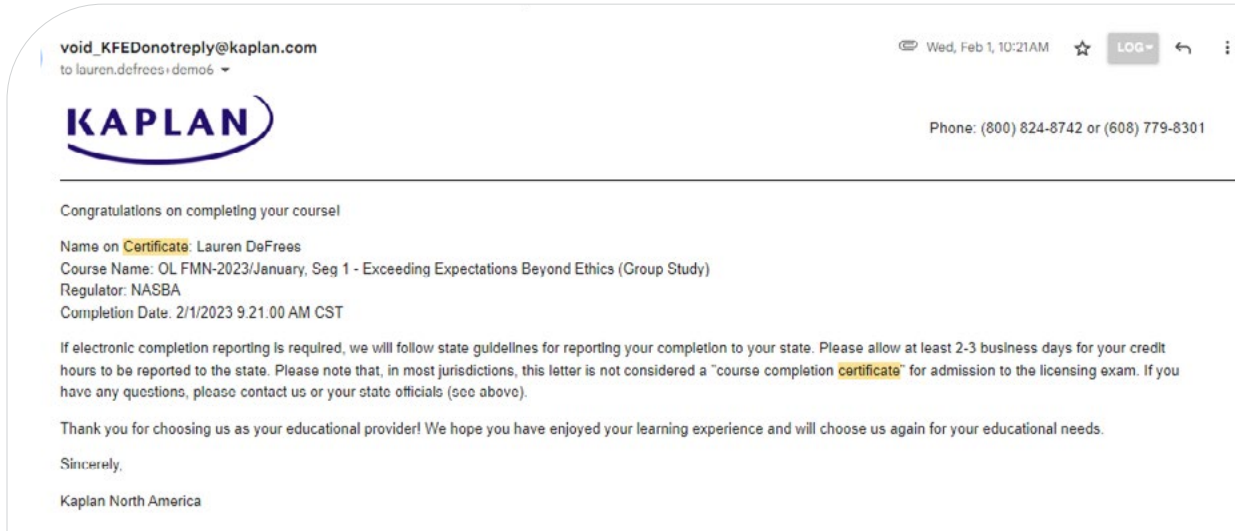 void_KFEDonotreply@kaplan.com
Wed, Feb 1, 10:21AM
LOG
to lauren.defrees+demo6
KAPLAN
Phone: (800) 824-8742 or (608) 779-8301
Congratulations on completing your course!
Name on Certificate: Lauren DeFrees
Course Name: OL FMN-2023/January, Seg 1 - Exceeding Expectations Beyond Ethics (Group Study)
Regulator: NASBA
Completion Date. 2/1/2023 9.21.00 AM CST
If electronic completion reporting is required, we will follow state guidelines for reporting your completion to your state. Please allow at least 2-3 business days for your credit
hours to be reported to the state. Please note that, in most jurisdictions, this letter is not considered a "course completion certificate" for admission to the licensing exam. If you
have any questions, please contact us or your state officials (see above).
Thank you for choosing us as your educational provider! We hope you have enjoyed your learning experience and will choose us again for your educational needs.
Sincerely,
Kaplan North America